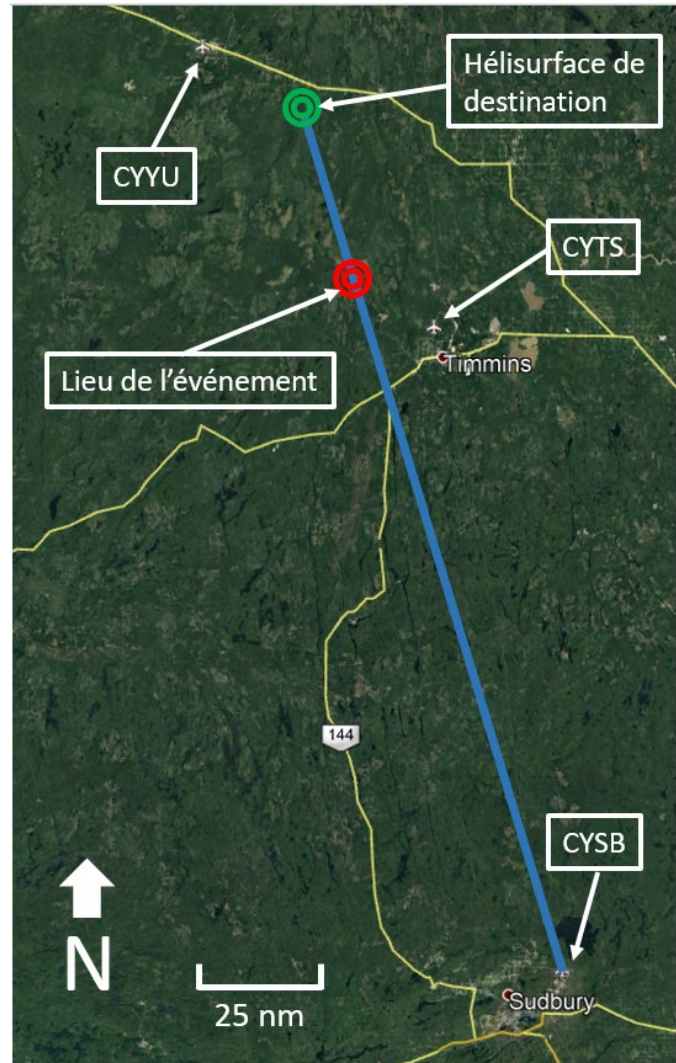 Hélisurface de
destination
CYYU
CYTS
Lieu de l'événement
Timmins
144
CYSB
N
25 nm
Sudbury